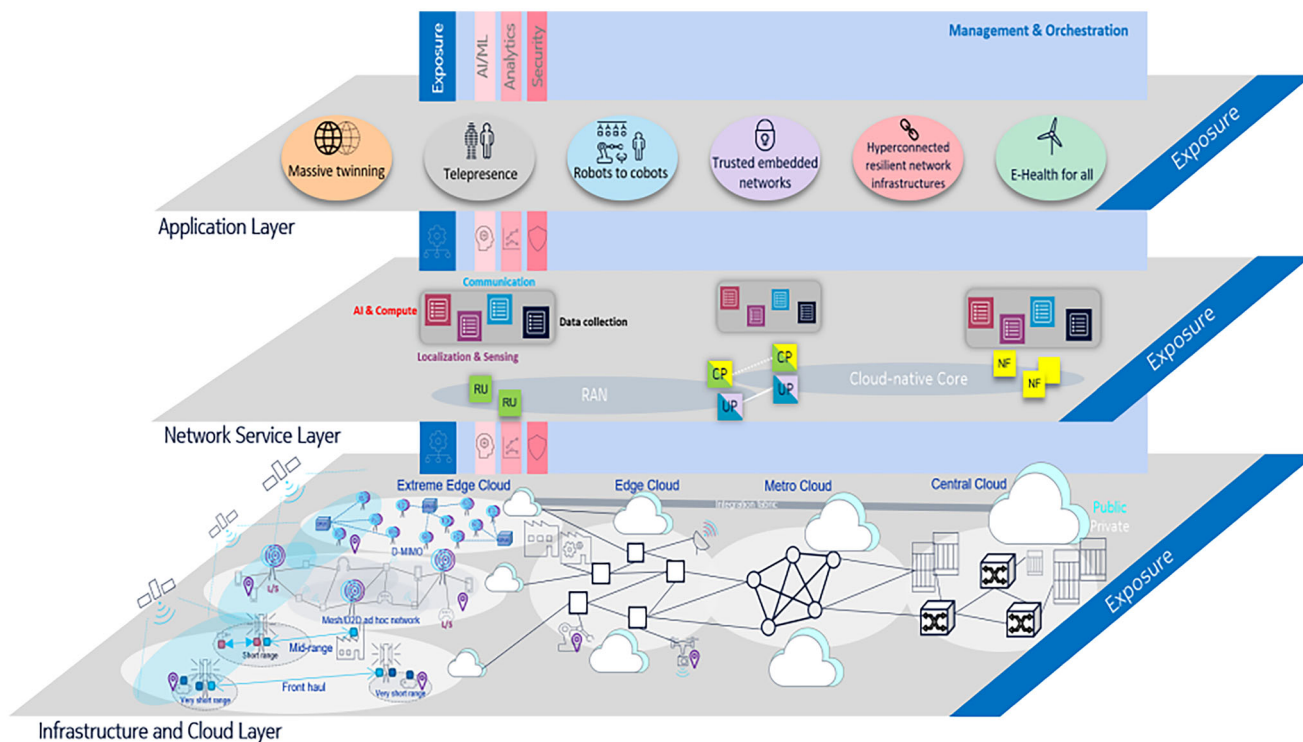 Exposure
AI/ML
Analytics
Security
Management & Orchestration
Massive twinning
Telepresence
Robots to cobots
Trusted embedded
networks
Hyperconnected
resilient network
infrastructures
E-Health for all
Exposure
Application Layer
Communication
AI & Compute
Data collection
Localization & Sensing
RU
RU
RAN
CP
CP
UP
UP
Cloud-native Core
NF
NF
NF
Exposure
Network Service Layer
Extreme Edge Cloud
Edge Cloud
Metro Cloud
Central Cloud
Integration fabric
Public
Private
D-MIMO
L/S
L/S
Mesh/D2D ad hoc network
Mid-range
Short range
Front haul
Very short range
Very short range
Exposure
Infrastructure and Cloud Layer